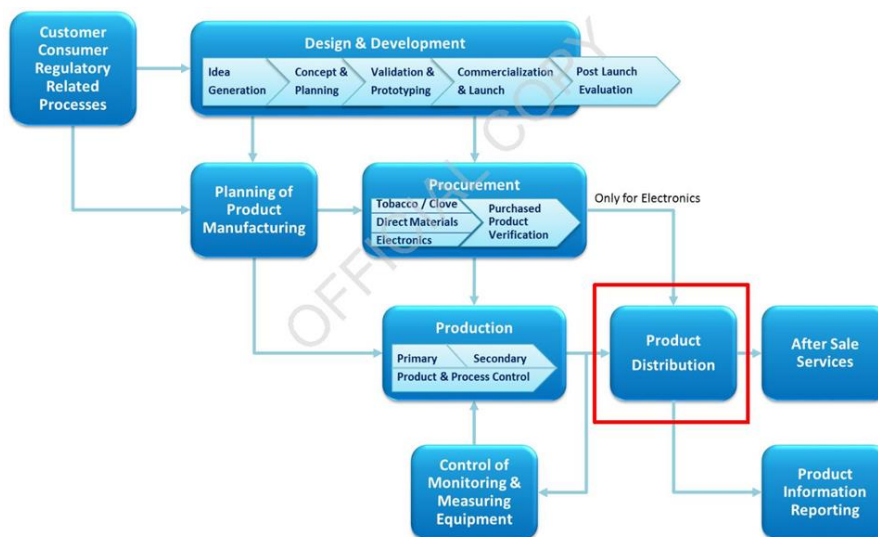 Customer
Consumer
Regulatory
Related
Processes
Design & Development
Idea
Generation
Concept &
Planning
Validation &
Prototyping
Commercialization
& Launch
Post Launch
Evaluation
Planning of
Product
Manufacturing
Procurement
Tobacco / Clove
Direct Materials
Electronics
Purchased
Product
Verification
Only for Electronics
Production
Primary
Secondary
Product & Process Control
Product
Distribution
After Sale
Services
Control of
Monitoring &
Measuring
Equipment
Product
Information
Reporting
OFFICIAL COPY